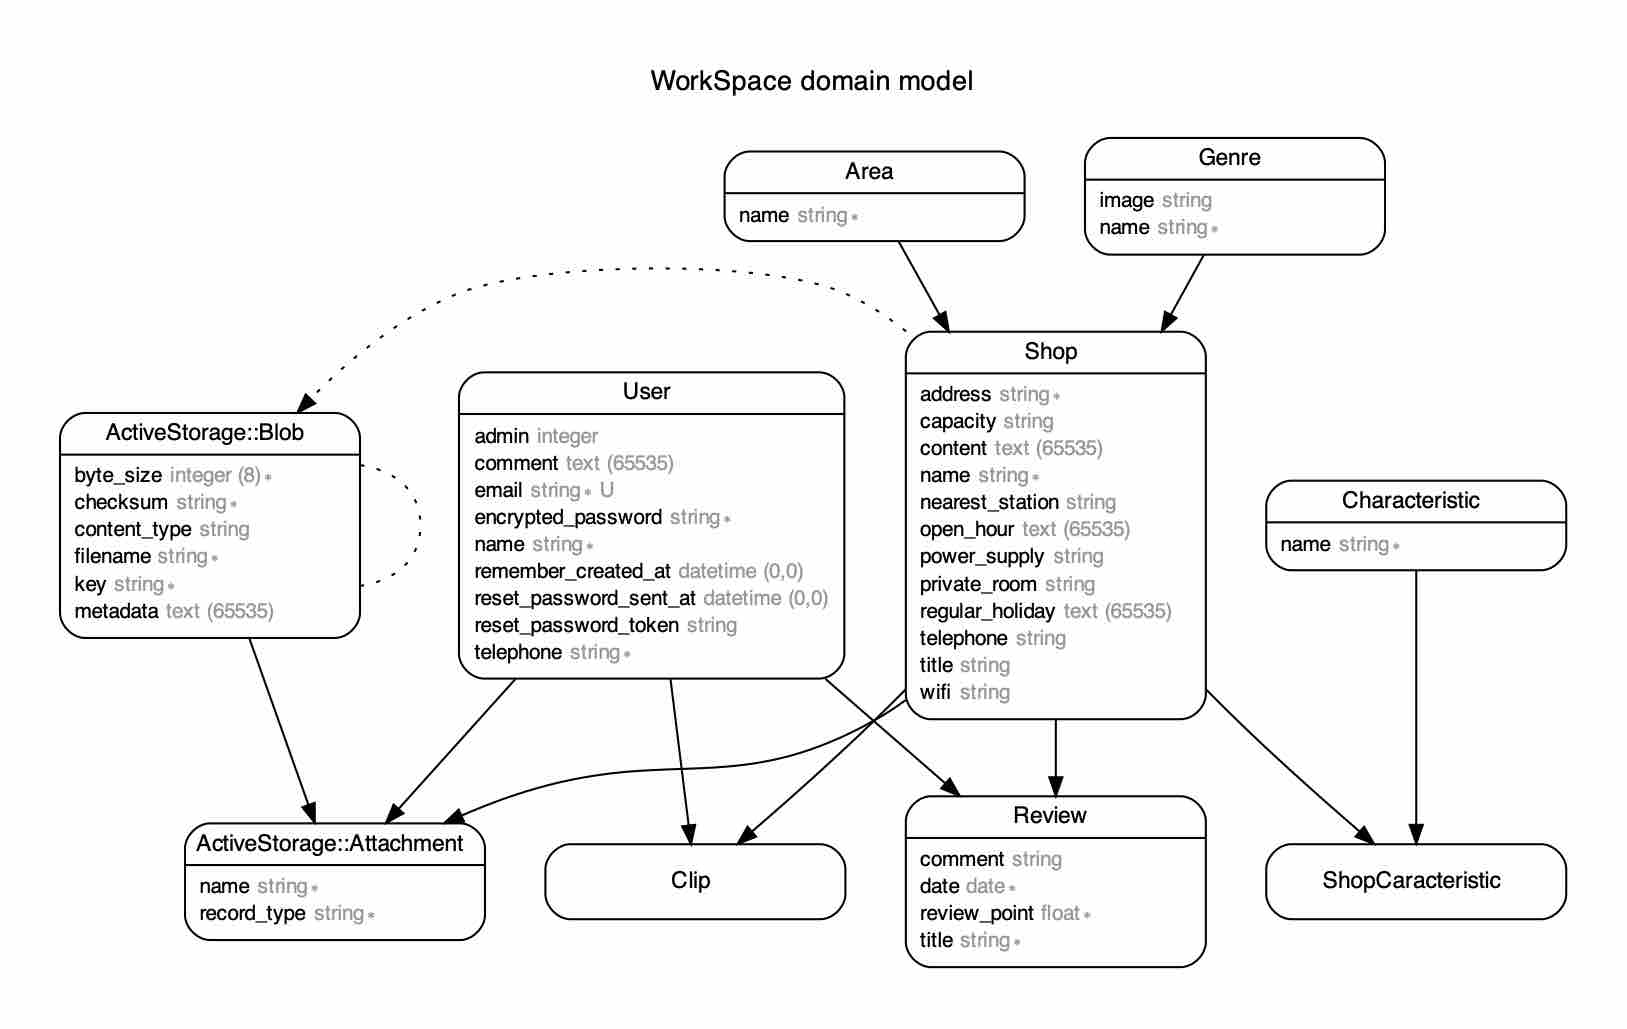 WorkSpace domain model
Area
name string *
Genre
image string
name string *
Shop
address string *
capacity string
content text (65535)
name string *
nearest_station string
open_hour text (65535)
power_supply string
private_room string
regular_holiday text (65535)
telephone string
title string
wifi string
User
admin integer
comment text (65535)
email string * U
encrypted_password string *
name string *
remember_created_at datetime (0,0)
reset_password_sent_at datetime (0,0)
reset_password_token string
telephone string *
ActiveStorage::Blob
byte_size integer (8) *
checksum string *
content_type string
filename string *
key string *
metadata text (65535)
Characteristic
name string *
ActiveStorage::Attachment
name string *
record_type string *
Clip
Review
comment string
date date *
review_point float *
title string *
ShopCaracteristic